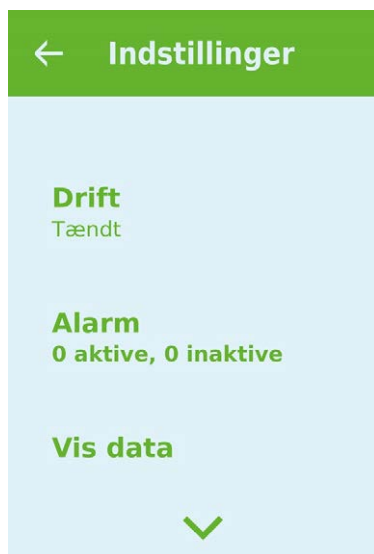 Indstillinger
Drift
Tændt
Alarm
0 aktive, 0 inaktive
Vis data